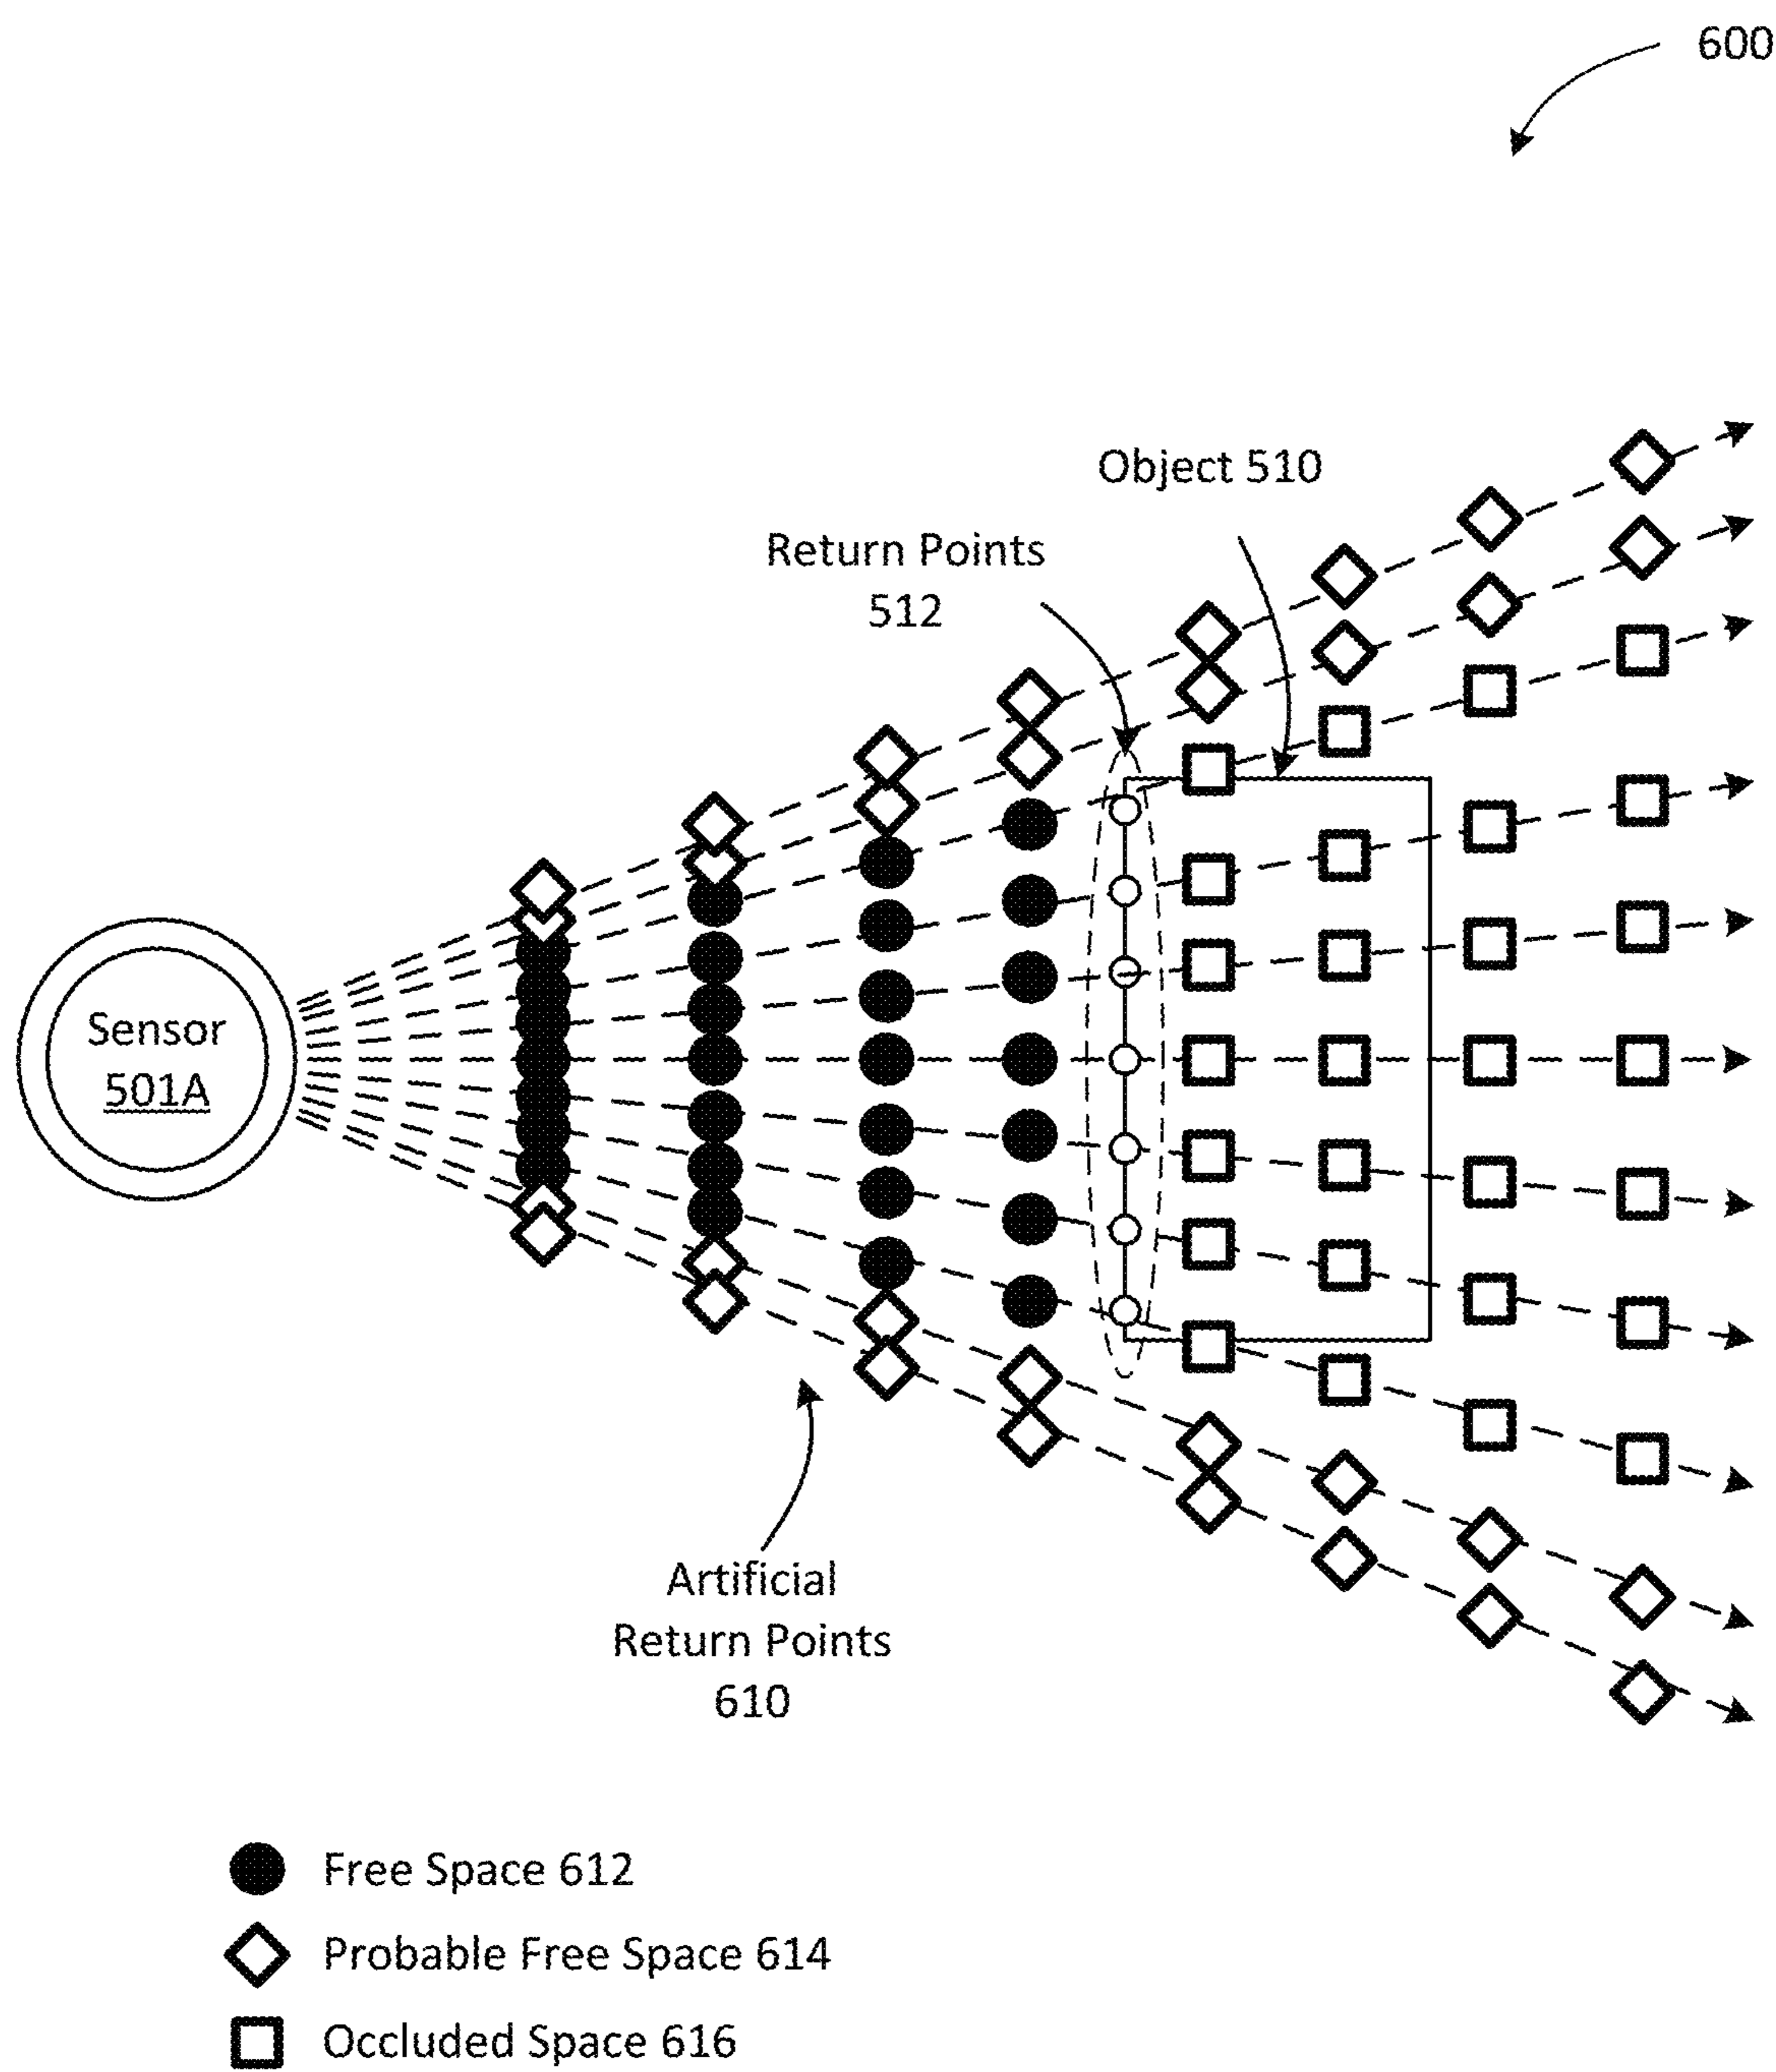 600
Object 510
Return Points
512
Sensor
501A
Artificial
Return Points
610
Free Space 612
Probable Free Space 614
Occluded Space 616